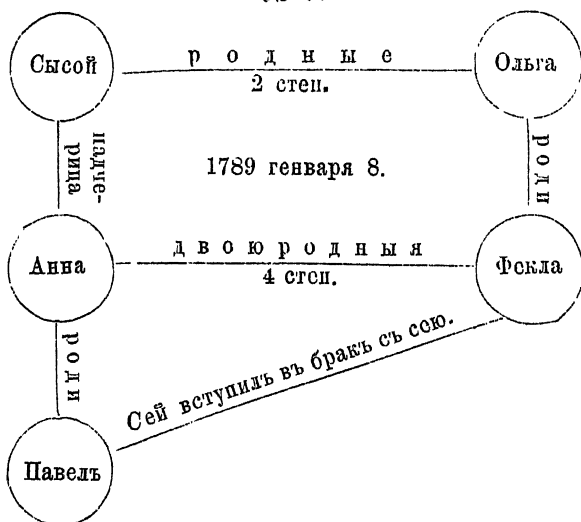 Сысой
родные
2 степ.
Ольга
падче-
рица
1789 генваря 8.
роди
Анна
двоюродныя
4 степ.
Фекла
роди
Сей вступилъ въ бракъ съ сею.
Павелъ